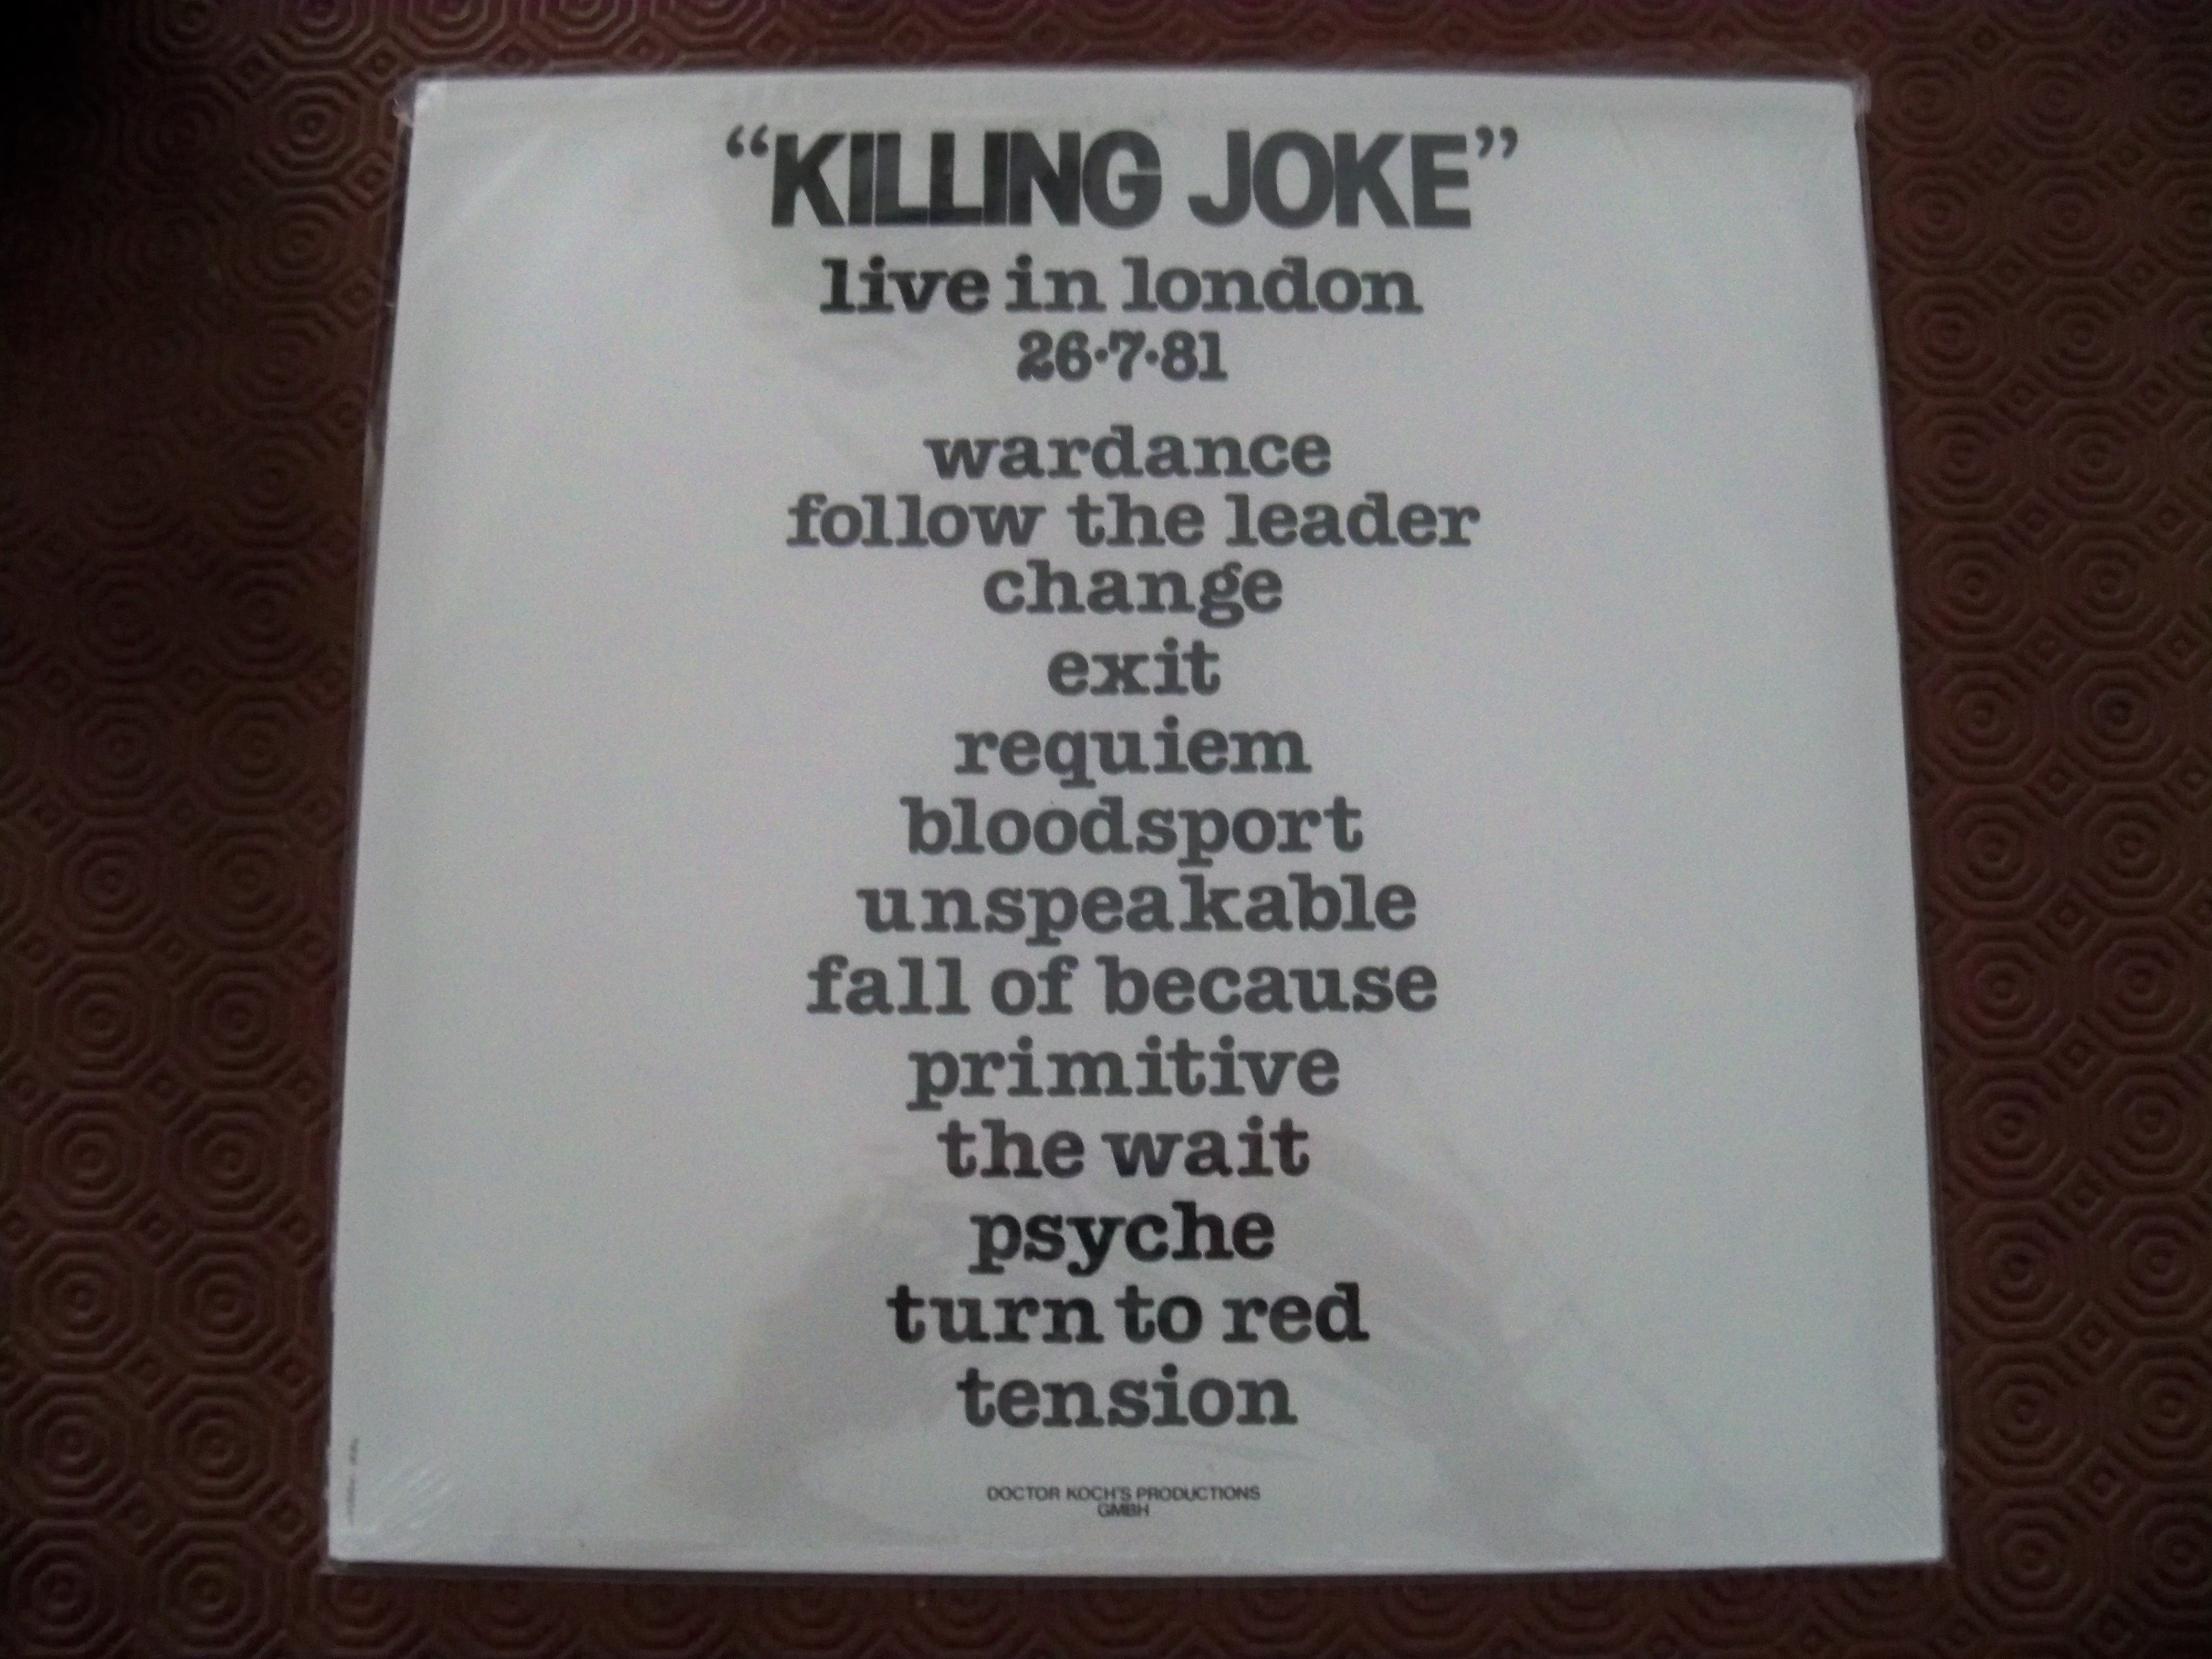 “KILLING JOKE”
live in london
26·7·81
wardance
follow the leader
change
exit
requiem
bloodsport
unspeakable
fall of because
primitive
the wait
psyche
turn to red
tension
DOCTOR KOCH'S PRODUCTIONS
GMBH